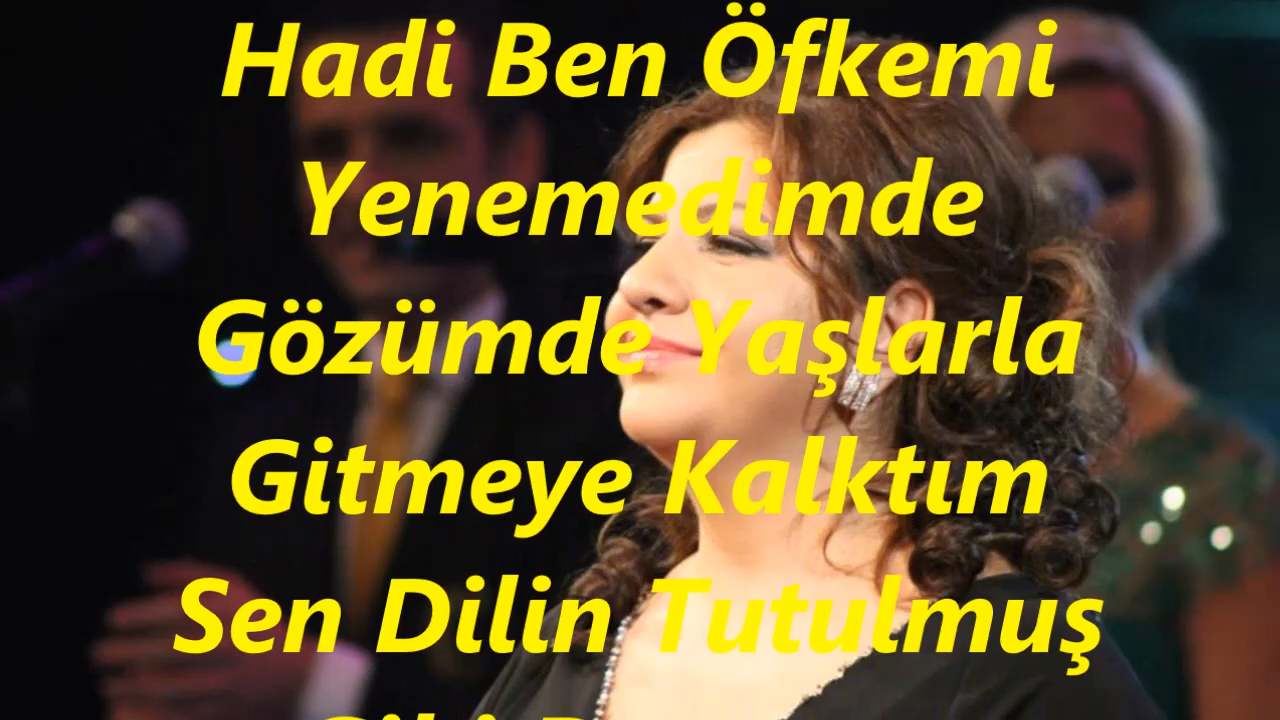 Hadi Ben Öfkemi
Yenemedimde
Gözümde Yaşlarla
Gitmeye Kalktım
Sen Dilin Tutulmuş